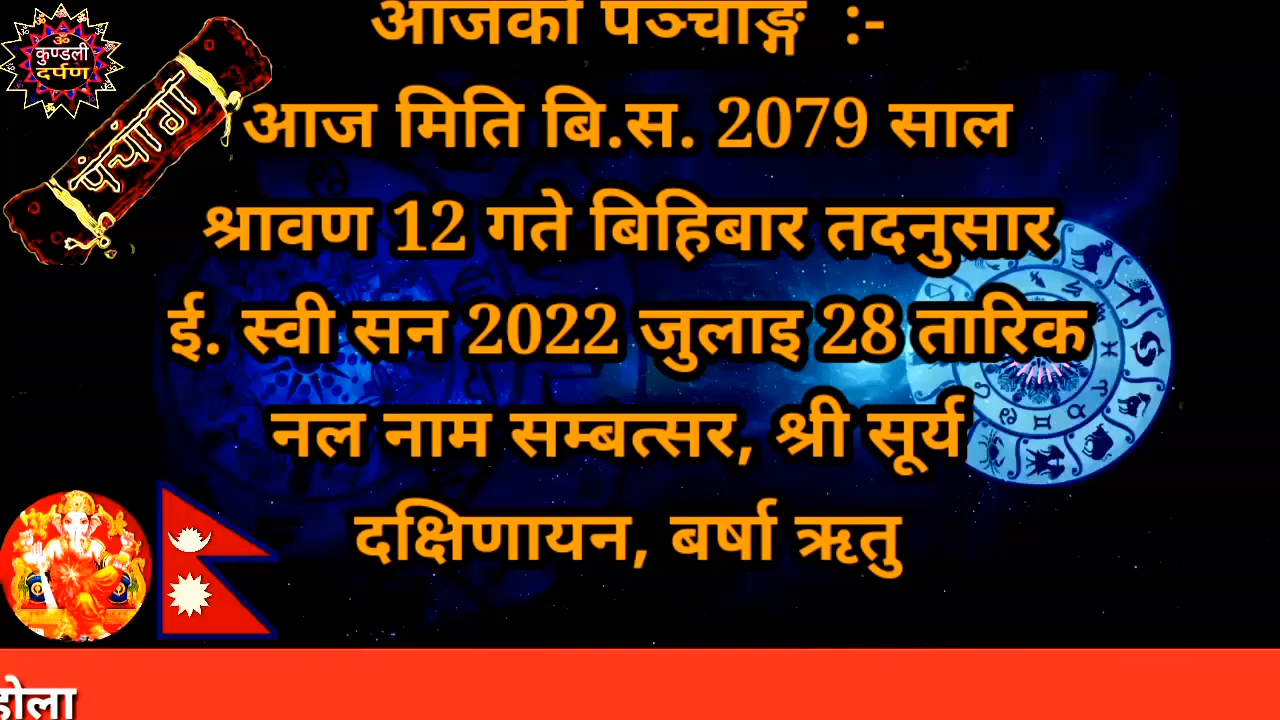 आजको पञ्चाङ्ग :-
ॐ
कुण्डली
दर्पण
पंचांग
आज मिति बि.स. 2079 साल
श्रावण 12 गते बिहिबार तदनुसार
ई. स्वी सन 2022 जुलाइ 28 तारिक
नल नाम सम्बत्सर, श्री सूर्य
दक्षिणायन, बर्षा ऋतु
होला